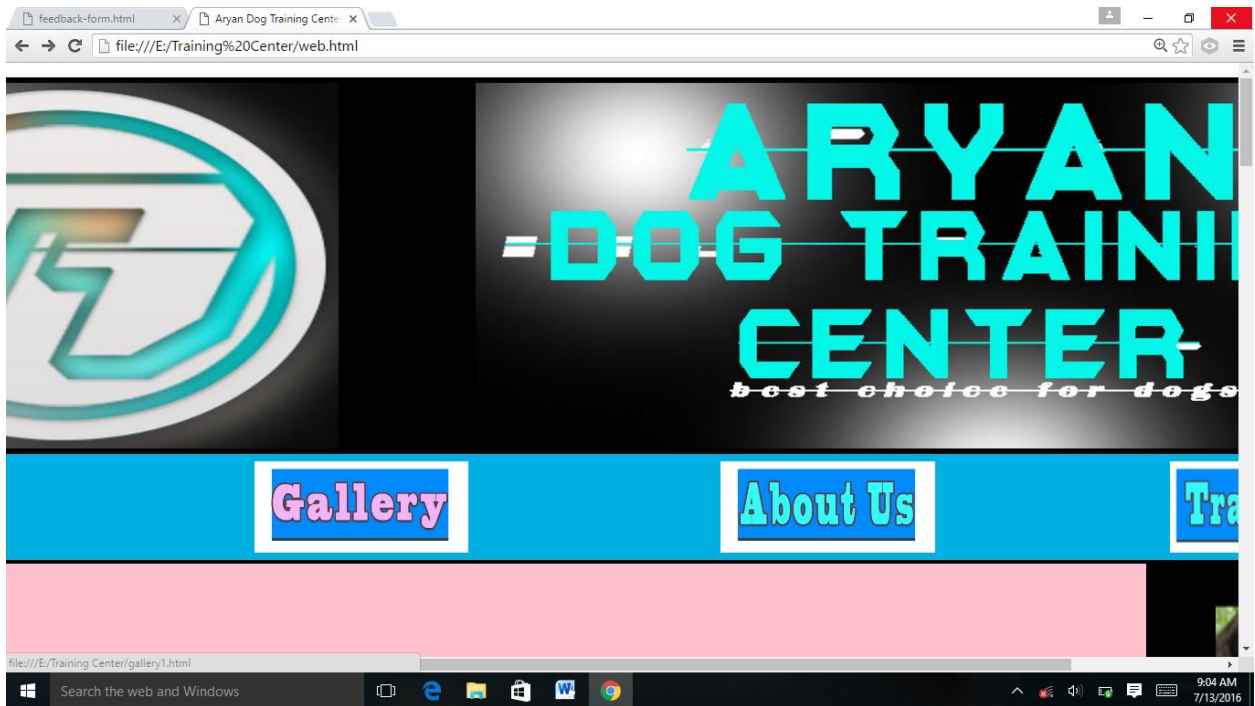 feedback-form.html
Aryan Dog Training Cente
file:///E:/Training%20Center/web.html
ARYAN
DOG TRAINI
CENTER
best choice for dogs
Gallery
About Us
Tra
file:///E:/Training Center/gallery1.html
Search the web and Windows
9:04 AM
7/13/2016